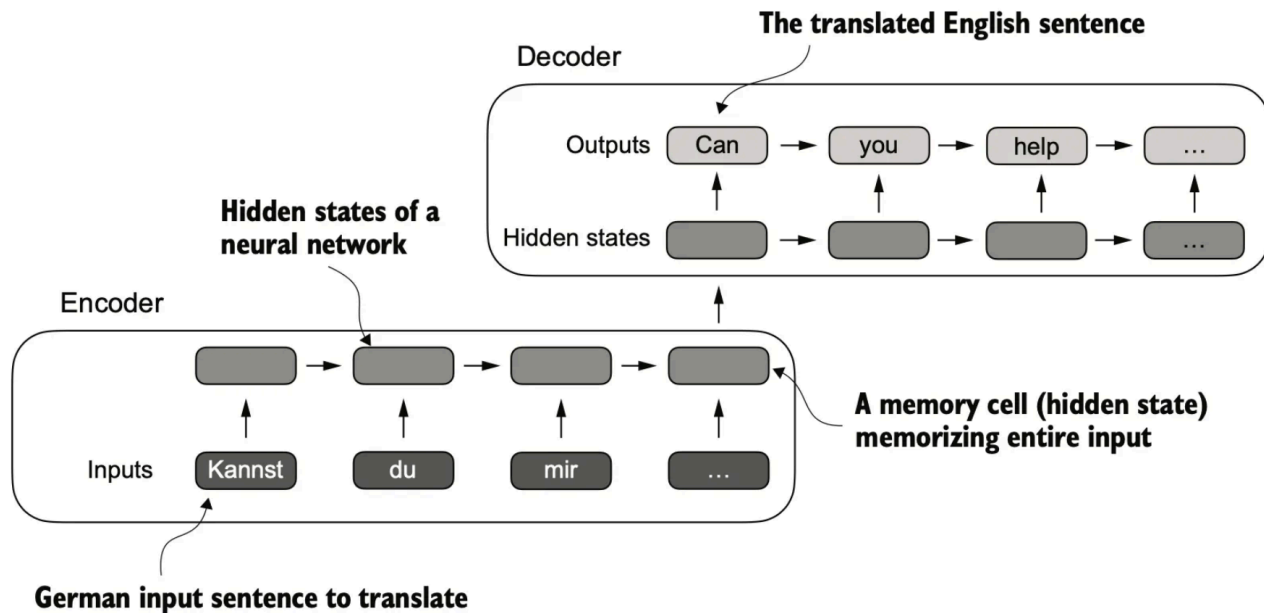 The translated English sentence
Decoder
Outputs Can you help ...
Hidden states of a
neural network
Hidden states ...
Encoder
A memory cell (hidden state)
memorizing entire input
Inputs Kannst du mir ...
German input sentence to translate